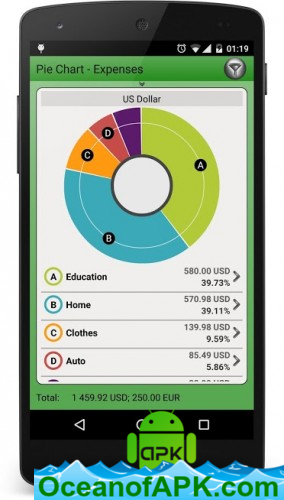 01:19
Pie Chart - Expenses
US Dollar
A
B
C
D
A Education 580.00 USD
39.73%
B Home 570.98 USD
39.11%
C Clothes 139.98 USD
9.59%
D Auto 85.49 USD
5.86%
Total: 1 459.92 USD; 250.00 EUR
APK
OceanofAPK.com